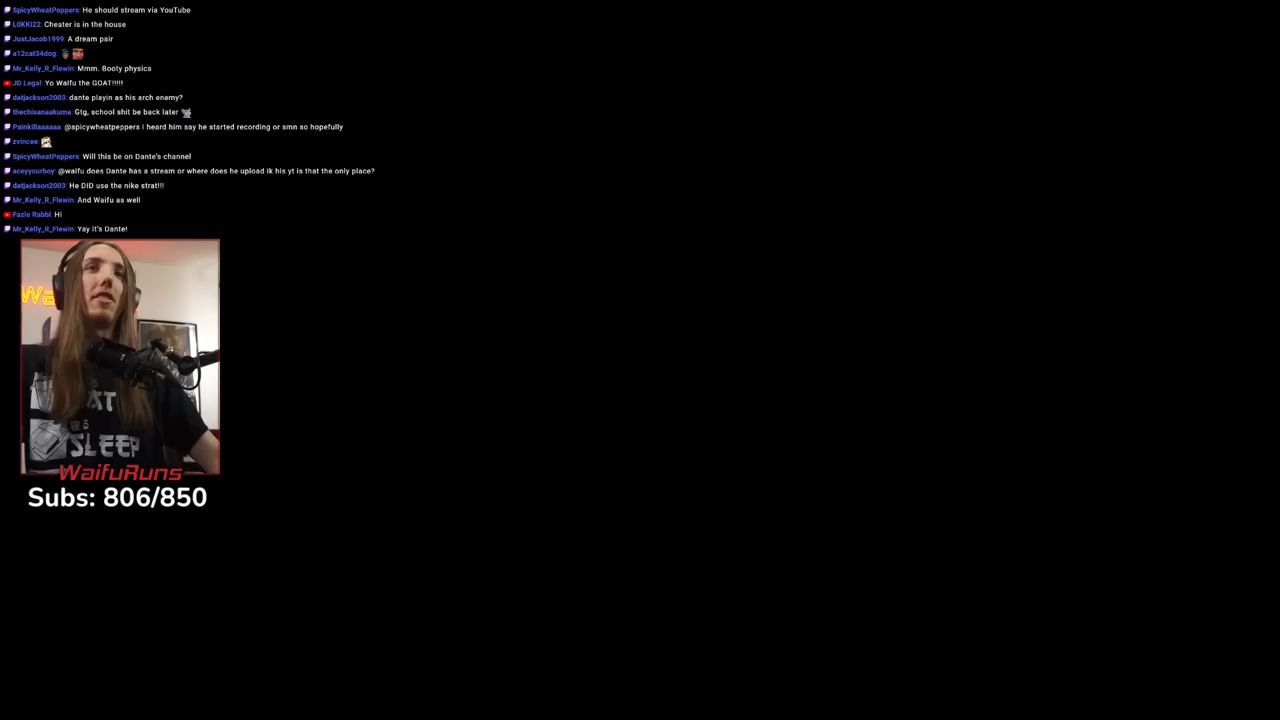 SpicyWheatPeppers: He should stream via YouTube
L0KKI22: Cheater is in the house
JustJacob1999: A dream pair
a12cat34dog:
Mr_Kelly_R_Flewin: Mmm. Booty physics
JD Legal: Yo Waifu the GOAT!!!!!
datjackson2003: dante playin as his arch enemy?
thechisanaakuma: Gtg, school shit be back later
Painkillaaaaaa: @spicywheatpeppers i heard him say he started recording or smn so hopefully
zvincee:
SpicyWheatPeppers: Will this be on Dante's channel
aceyyourboy: @waifu does Dante has a stream or where does he upload Ik his yt is that the only place?
datjackson2003: He DID use the nike strat!!!
Mr_Kelly_R_Flewin: And Waifu as well
Fazle Rabbi: Hi
Mr_Kelly_R_Flewin: Yay it's Dante!
Wa
SLEEP
WaifuRuns
Subs: 806/850